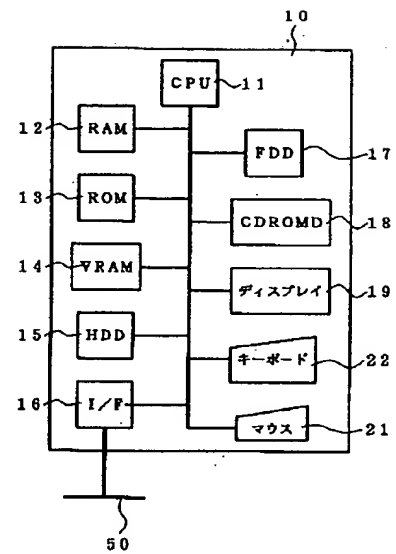 10
CPU
11
12 RAM
FDD 17
13 ROM
CDROMD 18
14 VRAM
ディスプレイ 19
15 HDD
キーボード 22
16 I/F
マウス 21
50